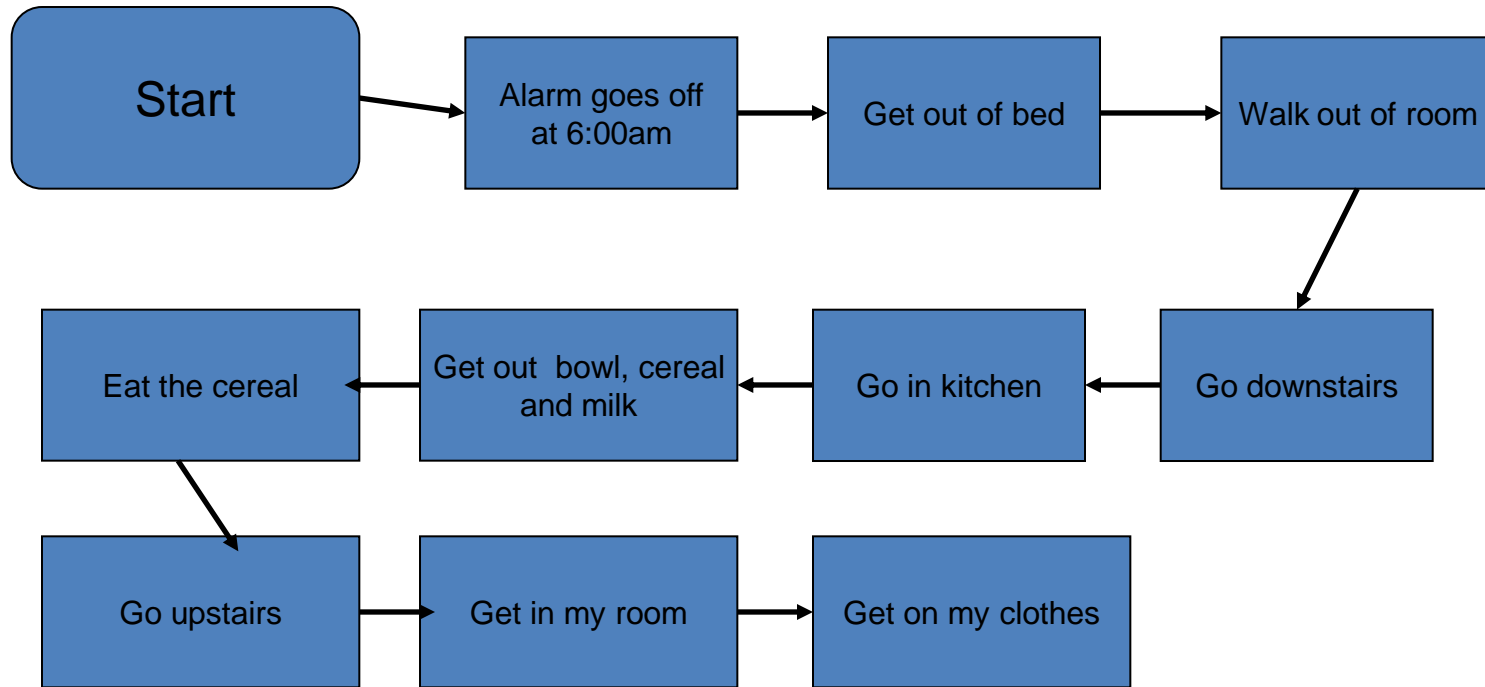 Start
Alarm goes off
at 6:00am
Get out of bed
Walk out of room
Go downstairs
Go in kitchen
Get out  bowl, cereal
and milk
Eat the cereal
Go upstairs
Get in my room
Get on my clothes